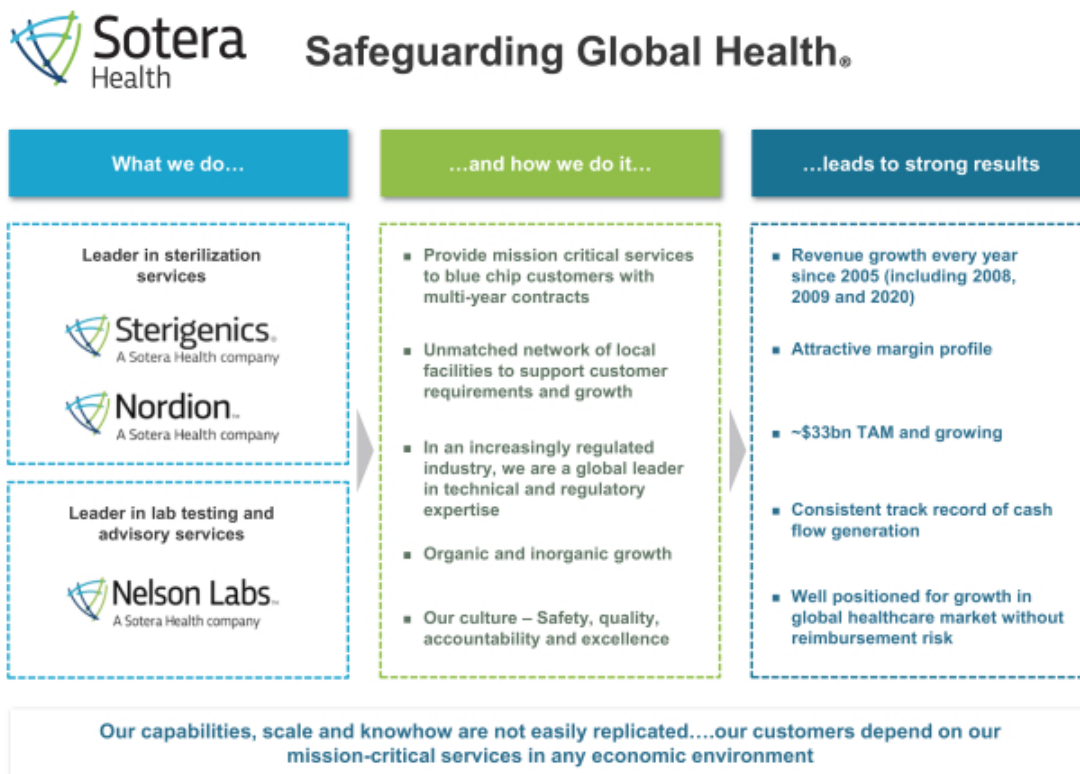 Sotera
Health
Safeguarding Global Health®
What we do…
…and how we do it…
…leads to strong results
Leader in sterilization
services
Sterigenics®
A Sotera Health company
Nordion™
A Sotera Health company
Leader in lab testing and
advisory services
Nelson Labs™
A Sotera Health company
▪ Provide mission critical services
to blue chip customers with
multi-year contracts
▪ Unmatched network of local
facilities to support customer
requirements and growth
▪ In an increasingly regulated
industry, we are a global leader
in technical and regulatory
expertise
▪ Organic and inorganic growth
▪ Our culture – Safety, quality,
accountability and excellence
▪ Revenue growth every year
since 2005 (including 2008,
2009 and 2020)
▪ Attractive margin profile
▪ ~$33bn TAM and growing
▪ Consistent track record of cash
flow generation
▪ Well positioned for growth in
global healthcare market without
reimbursement risk
Our capabilities, scale and knowhow are not easily replicated….our customers depend on our
mission-critical services in any economic environment